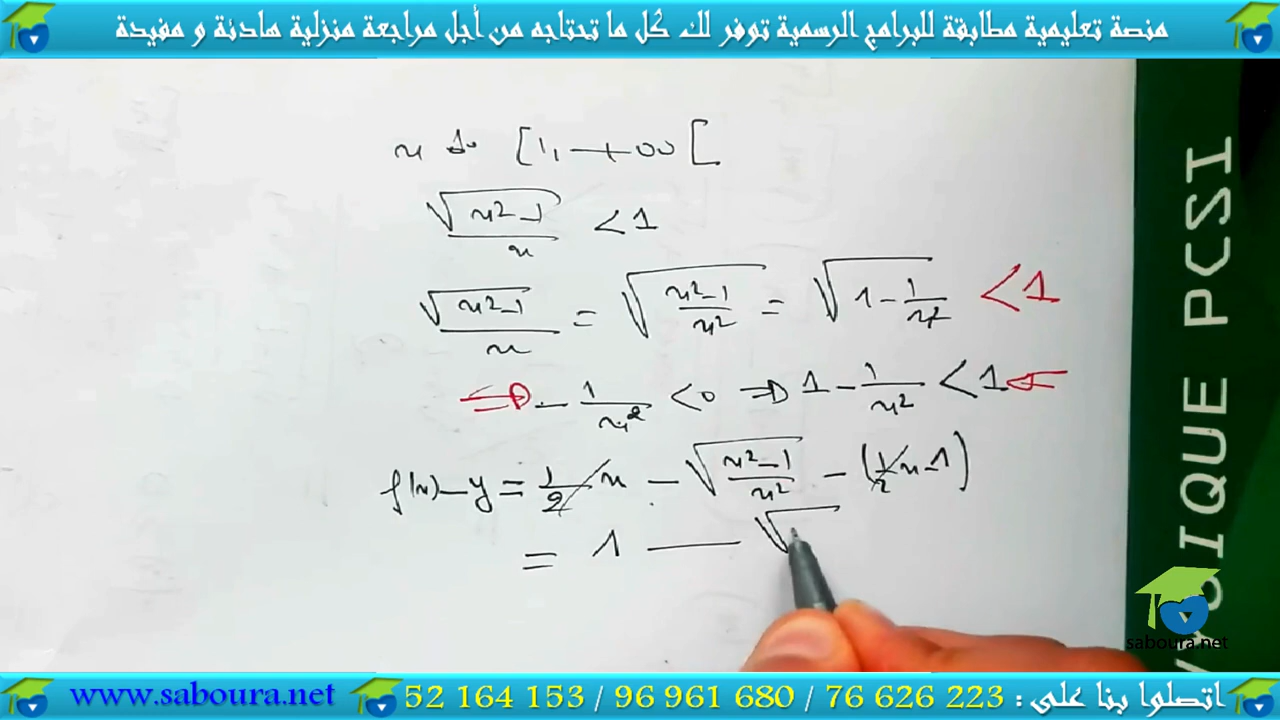 منصة تعليمية مطابقة للبرامج الرسمية توفر لك كل ما تحتاجه من أجل مراجعة منزلية هادئة و مفيدة
[1, +∞[
√(x²-1)/x < 1
√(x²-1)/x = √((x²-1)/x²) = √(1 - 1/x²) < 1
⇒ - 1/x² < 0 ⇒ 1 - 1/x² < 1 ⇐
f(x) - y = 1/2 x - √((x²-1)/x²) - (1/2 x - 1)
= 1 - √
YSIQUE PCSI
saboura.net
www.saboura.net
اتصلوا بنا على : 52 164 153 / 96 961 680 / 76 626 223